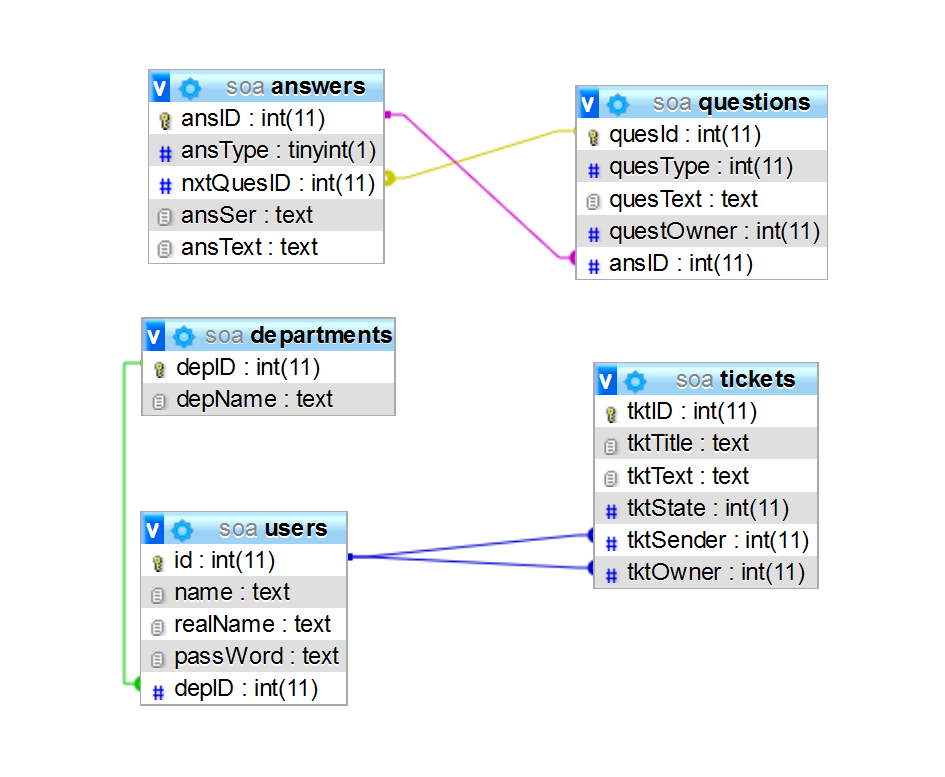 v soa answers
ansID : int(11)
# ansType : tinyint(1)
# nxtQuesID : int(11)
ansSer : text
ansText : text
v soa questions
quesId : int(11)
# quesType : int(11)
quesText : text
# questOwner : int(11)
# ansID : int(11)
v soa departments
depID : int(11)
depName : text
v soa tickets
tktID : int(11)
tktTitle : text
tktText : text
# tktState : int(11)
# tktSender : int(11)
# tktOwner : int(11)
v soa users
id : int(11)
name : text
realName : text
passWord : text
# depID : int(11)